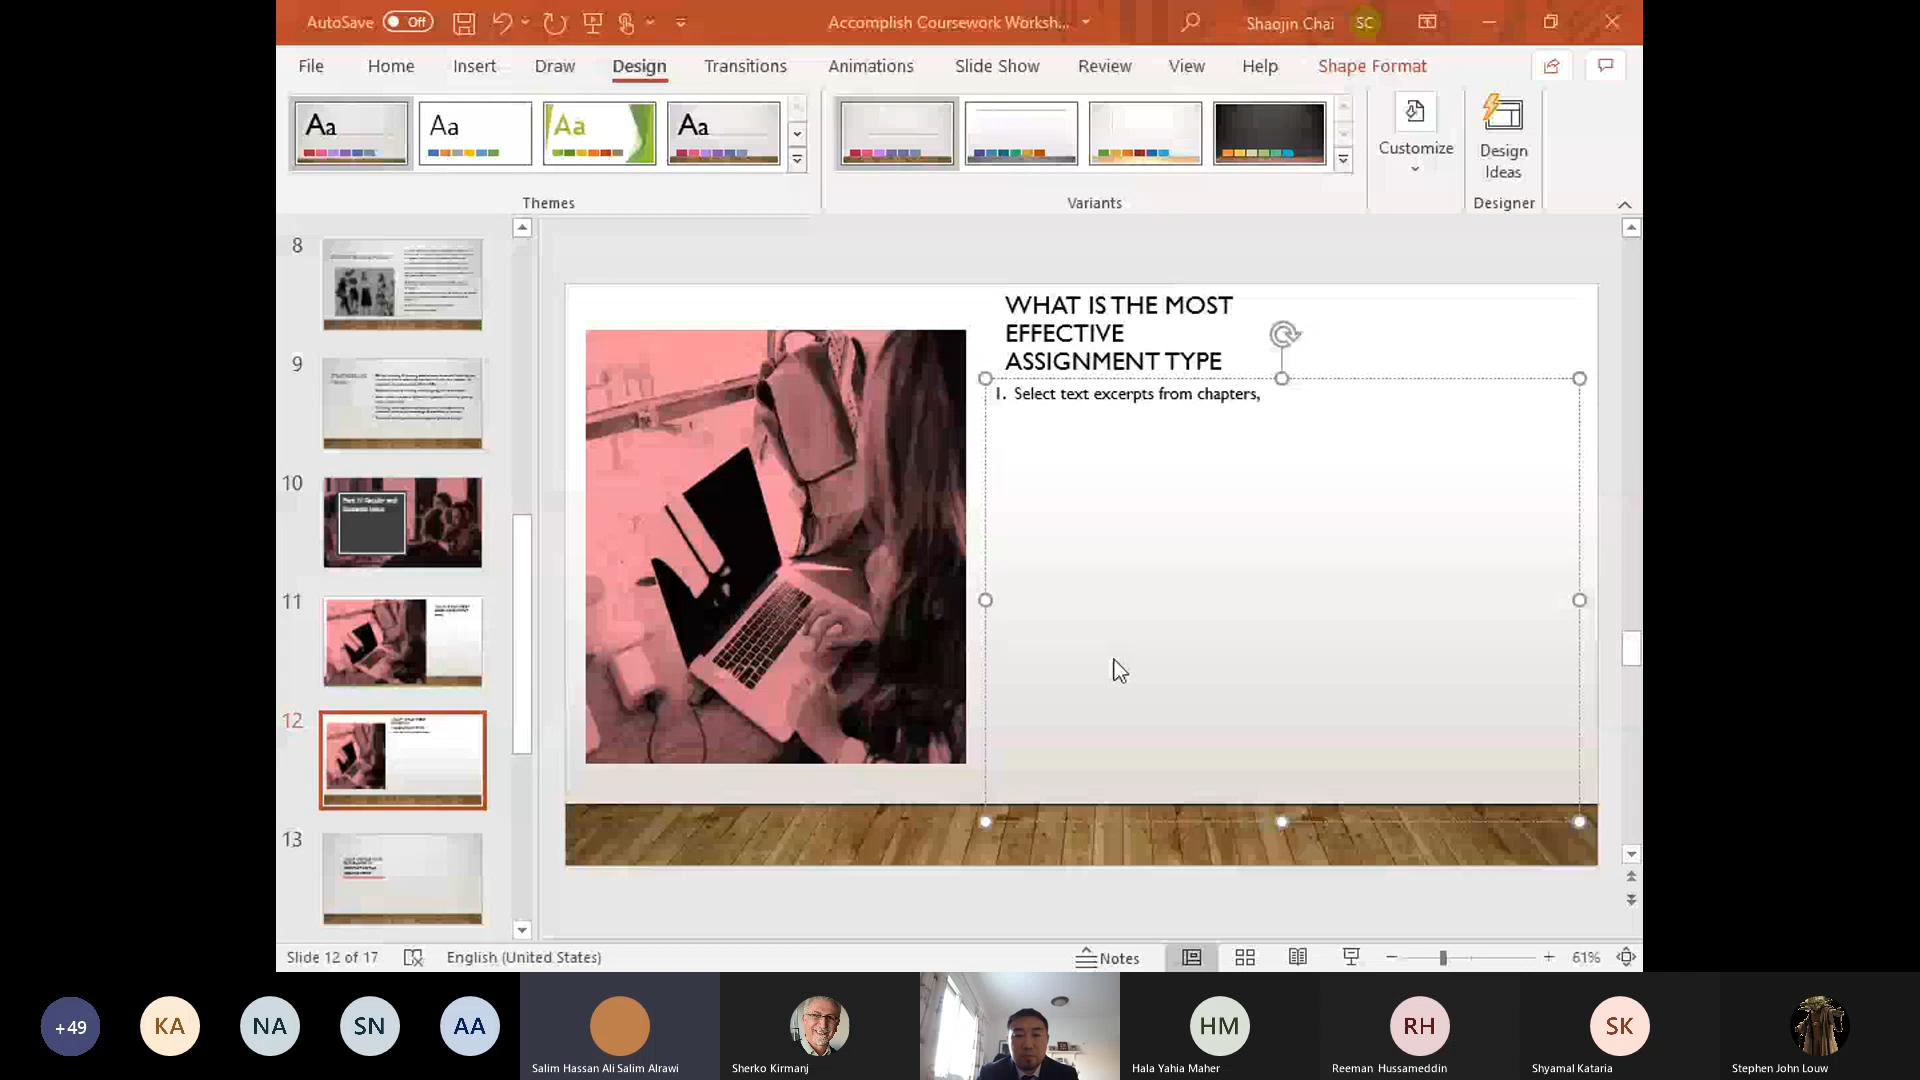 AutoSave Off
Accomplish Coursework Worksh...
Shaojin Chai SC
File Home Insert Draw Design Transitions Animations Slide Show Review View Help Shape Format
Aa Aa Aa Aa
Customize
Design
Ideas
Themes
Variants
Designer
8
9
10
11
12
13
WHAT IS THE MOST
EFFECTIVE
ASSIGNMENT TYPE
1. Select text excerpts from chapters,
Slide 12 of 17
English (United States)
Notes
61%
+49
KA
NA
SN
AA
Salim Hassan Ali Salim Alrawi
Sherko Kirmanj
HM
Hala Yahia Maher
RH
Reeman Hussameddin
SK
Shyamal Kataria
Stephen John Louw